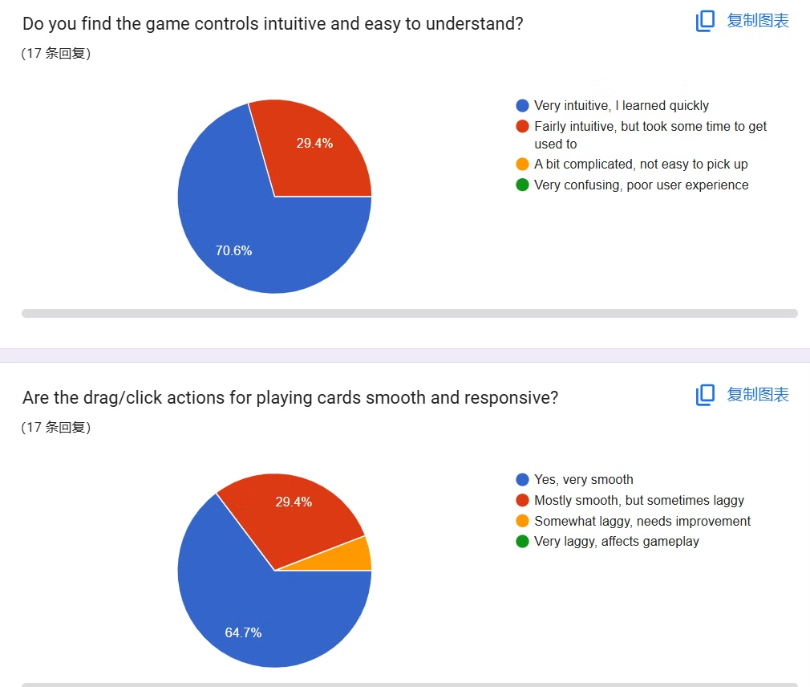 Do you find the game controls intuitive and easy to understand?
复制图表
(17 条回复)
Very intuitive, I learned quickly
Fairly intuitive, but took some time to get
used to
A bit complicated, not easy to pick up
Very confusing, poor user experience
29.4%
70.6%
Are the drag/click actions for playing cards smooth and responsive?
复制图表
(17 条回复)
Yes, very smooth
Mostly smooth, but sometimes laggy
Somewhat laggy, needs improvement
Very laggy, affects gameplay
29.4%
64.7%